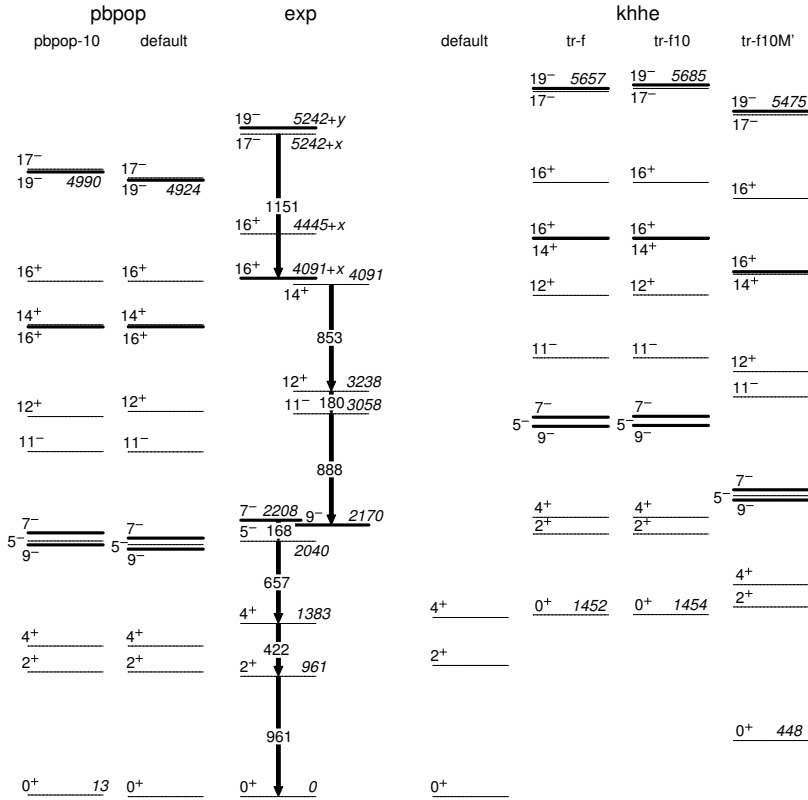 pbpop exp khhe
pbpop-10 default default tr-f tr-f10 tr-f10M'
19⁻ 5657 19⁻ 5685
17⁻ 17⁻
19⁻ 5475
17⁻
19⁻ 5242+y
17⁻ 5242+x
17⁻ 17⁻
19⁻ 4990 19⁻ 4924
16⁺ 16⁺ 16⁺
1151
16⁺ 4445+x
16⁺ 16⁺
14⁺ 14⁺
16⁺ 16⁺ 16⁺ 4091+x 4091 16⁺
14⁺ 12⁺ 12⁺ 14⁺
14⁺ 14⁺
16⁺ 16⁺
853
11⁻ 11⁻
12⁺
12⁺ 3238
11⁻
12⁺ 12⁺ 11⁻ 180 3058
7⁻ 7⁻
5⁻ 5⁻
9⁻ 9⁻
11⁻ 11⁻
888
7⁻
5⁻
9⁻
7⁻ 2208 9⁻ 2170
7⁻ 7⁻ 5⁻ 168 4⁺ 4⁺
5⁻ 5⁻ 2⁺ 2⁺
9⁻ 9⁻ 2040
657
4⁺
2⁺
4⁺ 1383 4⁺ 0⁺ 1452 0⁺ 1454
4⁺ 4⁺ 422
2⁺ 2⁺ 2⁺ 961 2⁺
961
0⁺ 448
0⁺ 13 0⁺ 0⁺ 0 0⁺